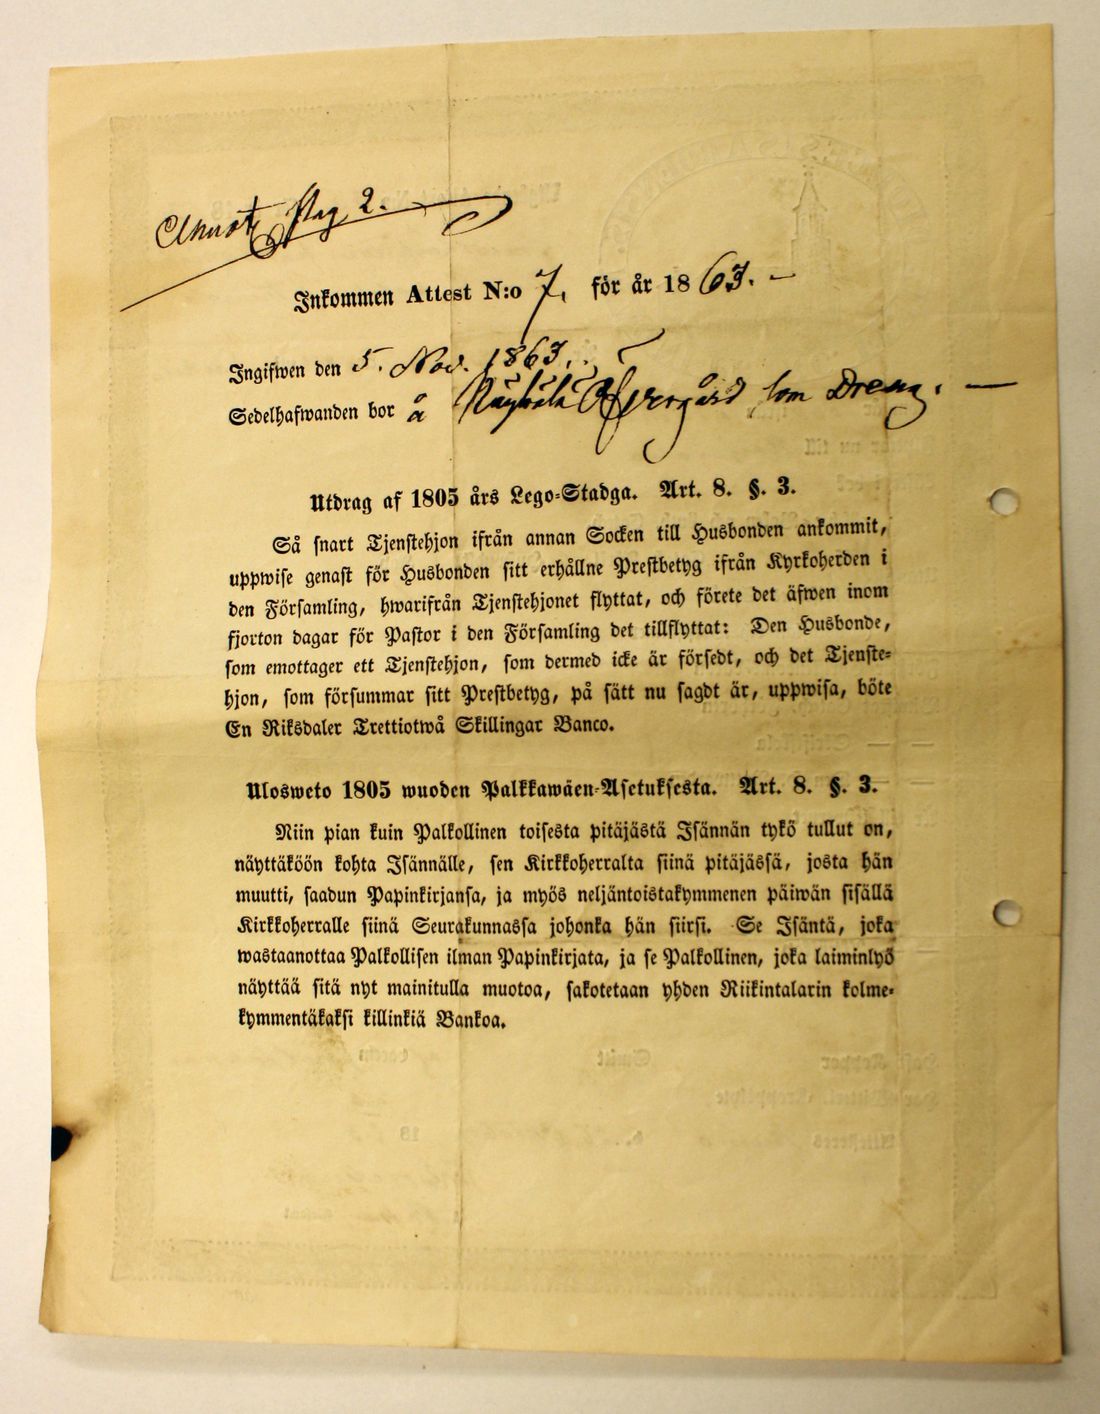 Pag 2.
Inkommen Attest N:o 7. för år 1863. —
Ingifwen den 5. Nov. 1863.
Sedelhafwanden bor å som Dreng. —
Utdrag af 1805 års Lego-Stadga. Art. 8. §. 3.
Så snart Tjenstehjon ifrån annan Socken till Husbonden ankommit,
uppwise genast för Husbonden sitt erhållne Prestbetyg ifrån Kyrkoherden i
den Församling, hwarifrån Tjenstehjonet flyttat, och förete det äfwen inom
fjorton dagar för Pastor i den Församling det tillflyttat: Den Husbonde,
som emottager ett Tjenstehjon, som dermed icke är försedt, och det Tjenste-
hjon, som försummar sitt Prestbetyg, på sätt nu sagdt är, uppwisa, böte
En Riksdaler Trettiotwå Skillingar Banco.
Ulosweto 1805 wuoden Palkkawäen-Asetuksesta. Art. 8. §. 3.
Niin pian kuin Palkollinen toisesta pitäjästä Isännän tykö tullut on,
näyttäköön kohta Isännälle, sen Kirkkoherralta siinä pitäjässä, josta hän
muutti, saadun Papinkirjansa, ja myös neljäntoistakymmenen päiwän sisällä
Kirkkoherralle siinä Seurakunnassa johonka hän siirsi. Se Isäntä, joka
wastaanottaa Palkollisen ilman Papinkirjata, ja se Palkollinen, joka laiminlyö
näyttää sitä nyt mainitulla muotoa, sakotetaan yhden Riikintalarin kolme-
kymmentäkaksi killinkiä Bankoa.